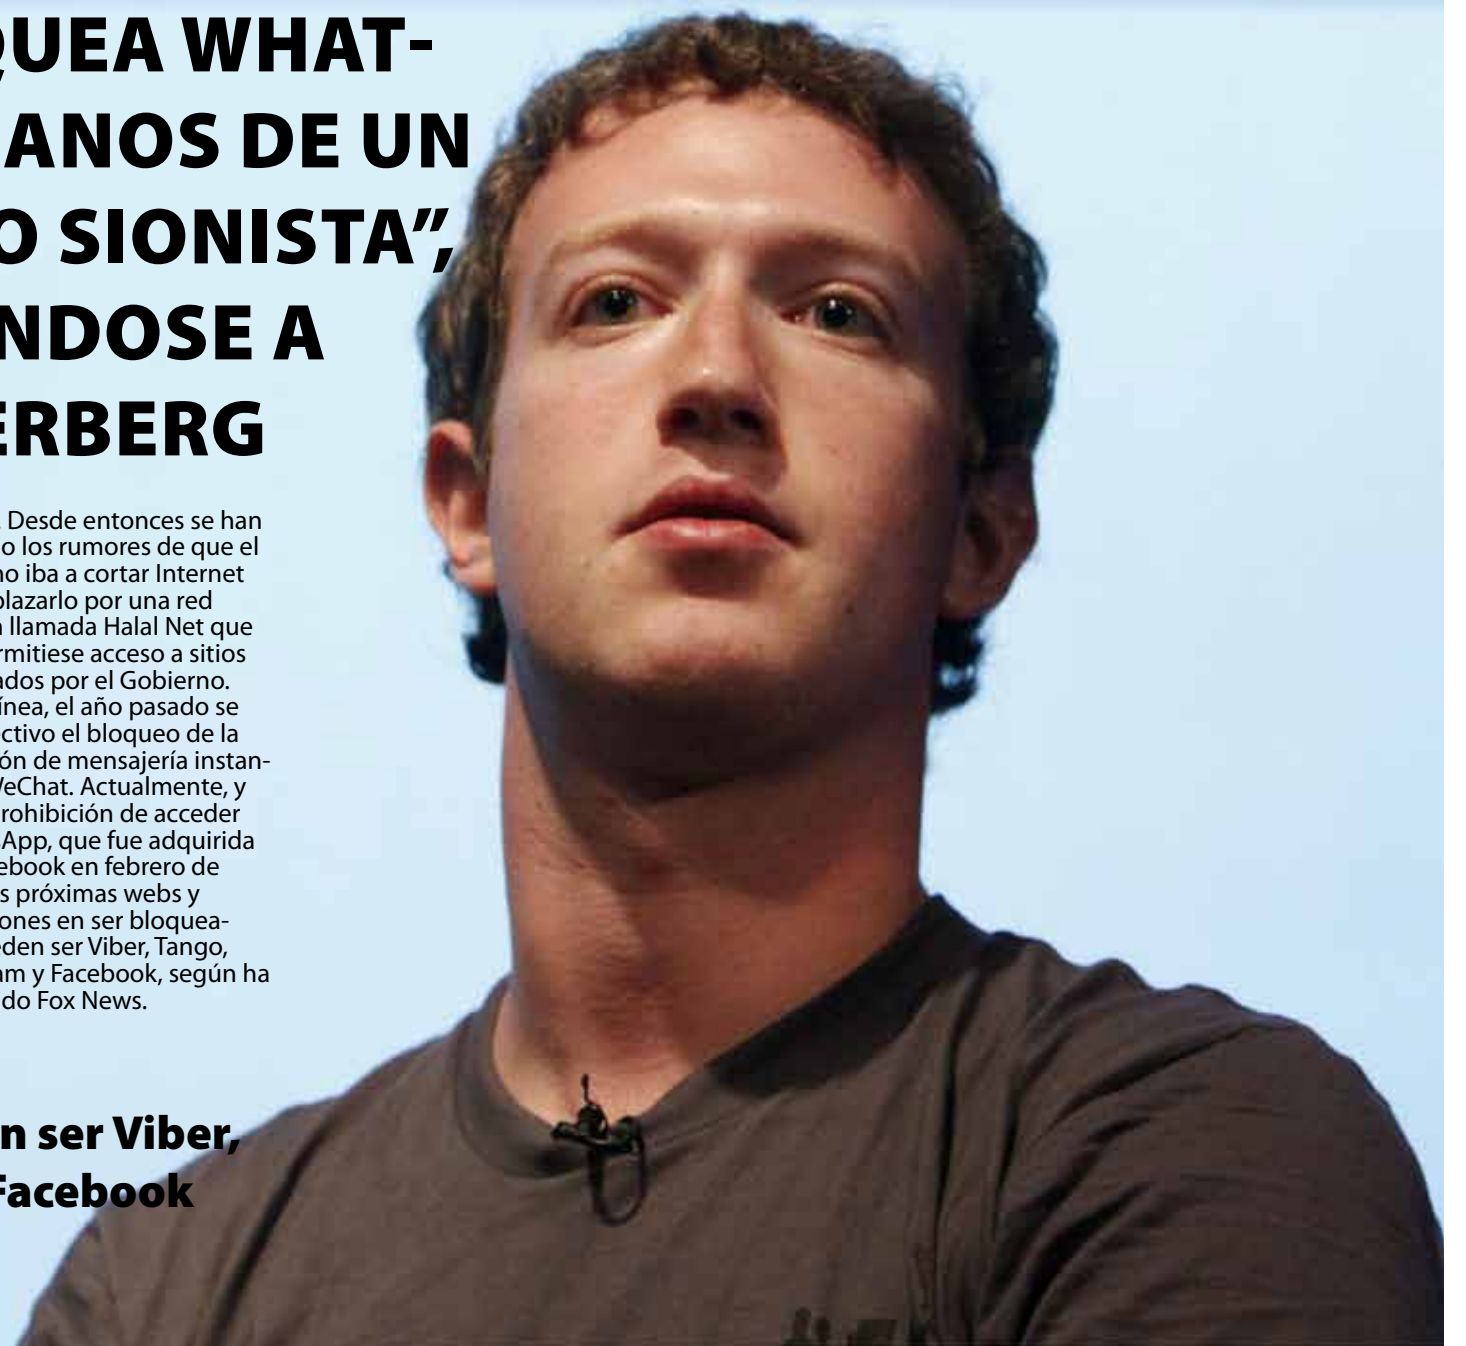 QUEA WHAT-
ANOS DE UN
O SIONISTA”,
NDOSE A
ERBERG
. Desde entonces se han
o los rumores de que el
no iba a cortar Internet
plazarlo por una red
a llamada Halal Net que
rmitiese acceso a sitios
ados por el Gobierno.
ínea, el año pasado se
ctivo el bloqueo de la
ón de mensajería instan-
WeChat. Actualmente, y
rohibición de acceder
sApp, que fue adquirida
ebook en febrero de
s próximas webs y
iones en ser bloquea-
eden ser Viber, Tango,
am y Facebook, según ha
do Fox News.
n ser Viber,
Facebook